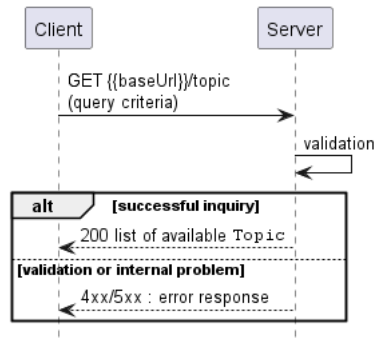 Client
Server
GET {{baseUrl}}/topic
(query criteria)
validation
alt
[successful inquiry]
200 list of available Topic
[validation or internal problem]
4xx/5xx : error response